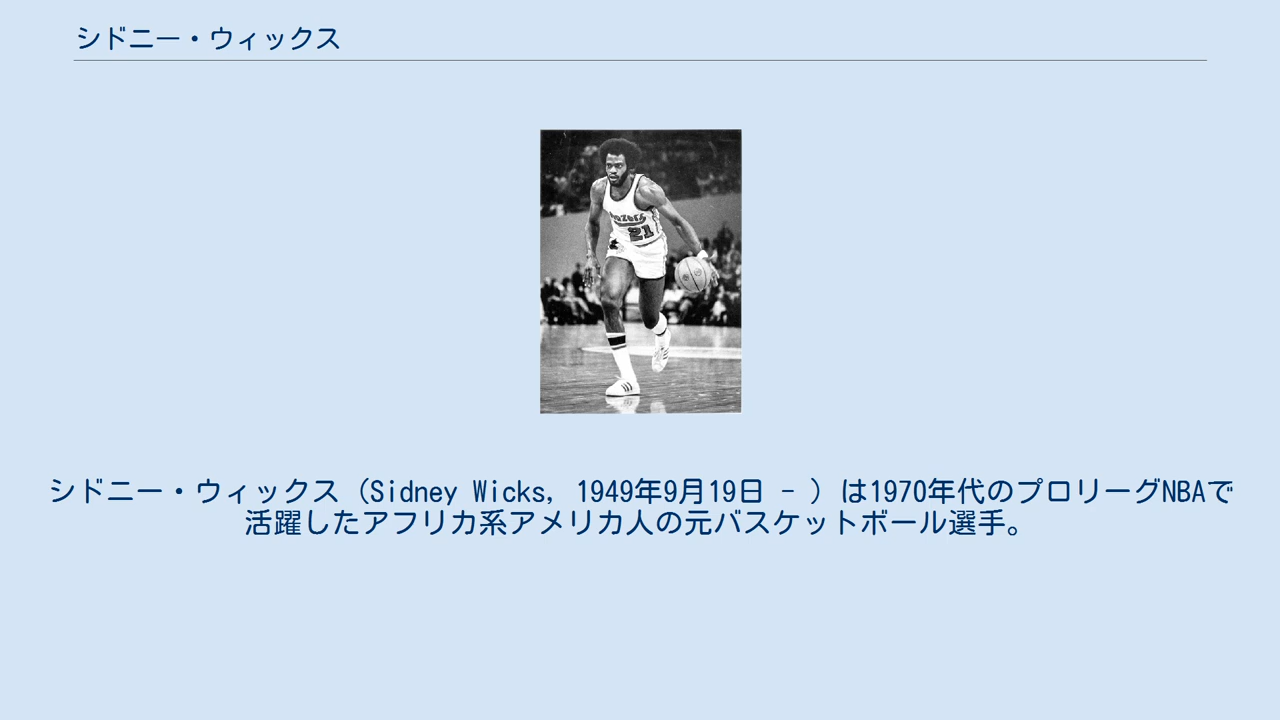 シドニー・ウィックス
21
シドニー・ウィックス（Sidney Wicks, 1949年9月19日 - ）は1970年代のプロリーグNBAで
活躍したアフリカ系アメリカ人の元バスケットボール選手。